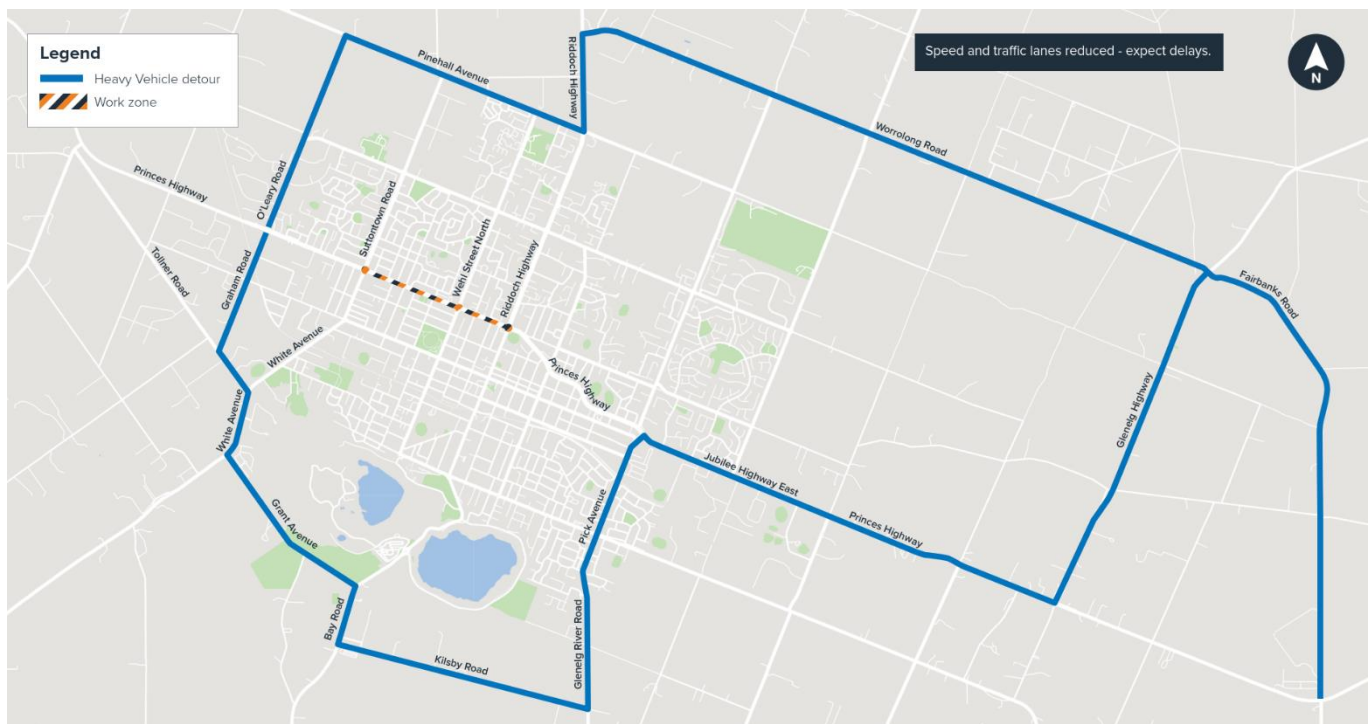 Legend
Heavy Vehicle detour
Work zone
Speed and traffic lanes reduced - expect delays.
N
Pinehall Avenue
Riddoch Highway
Worrolong Road
Princes Highway
O'Leary Road
Suttontown Road
Wehl Street North
Riddoch Highway
Tollner Road
Graham Road
White Avenue
Princes Highway
Fairbanks Road
Glenelg Highway
White Avenue
Jubilee Highway East
Princes Highway
Pick Avenue
Grant Avenue
Bay Road
Kilsby Road
Glenelg River Road